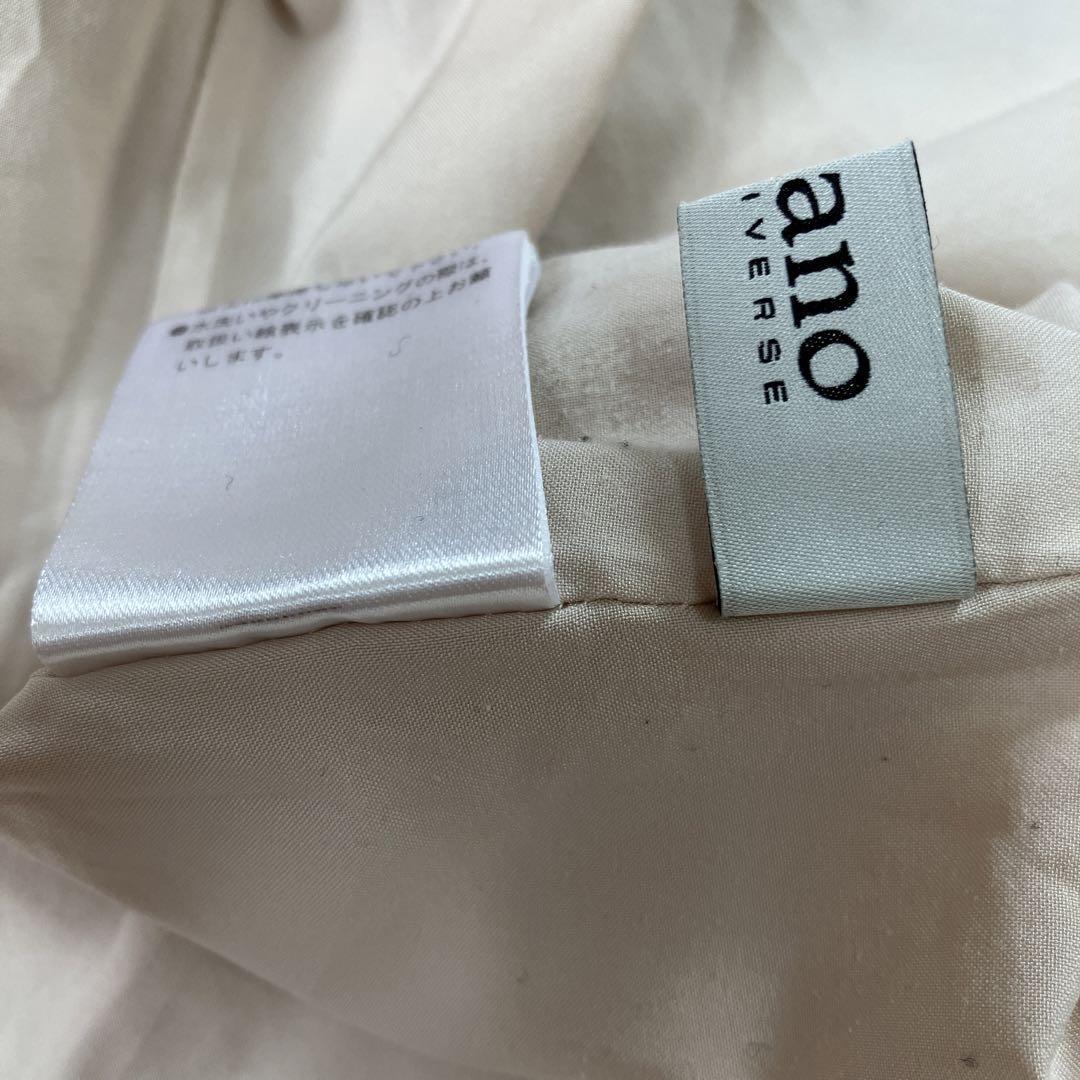 ●水洗いやクリーニングの際は、
取扱い絵表示を確認の上お願
いします。
ano
IVERSE